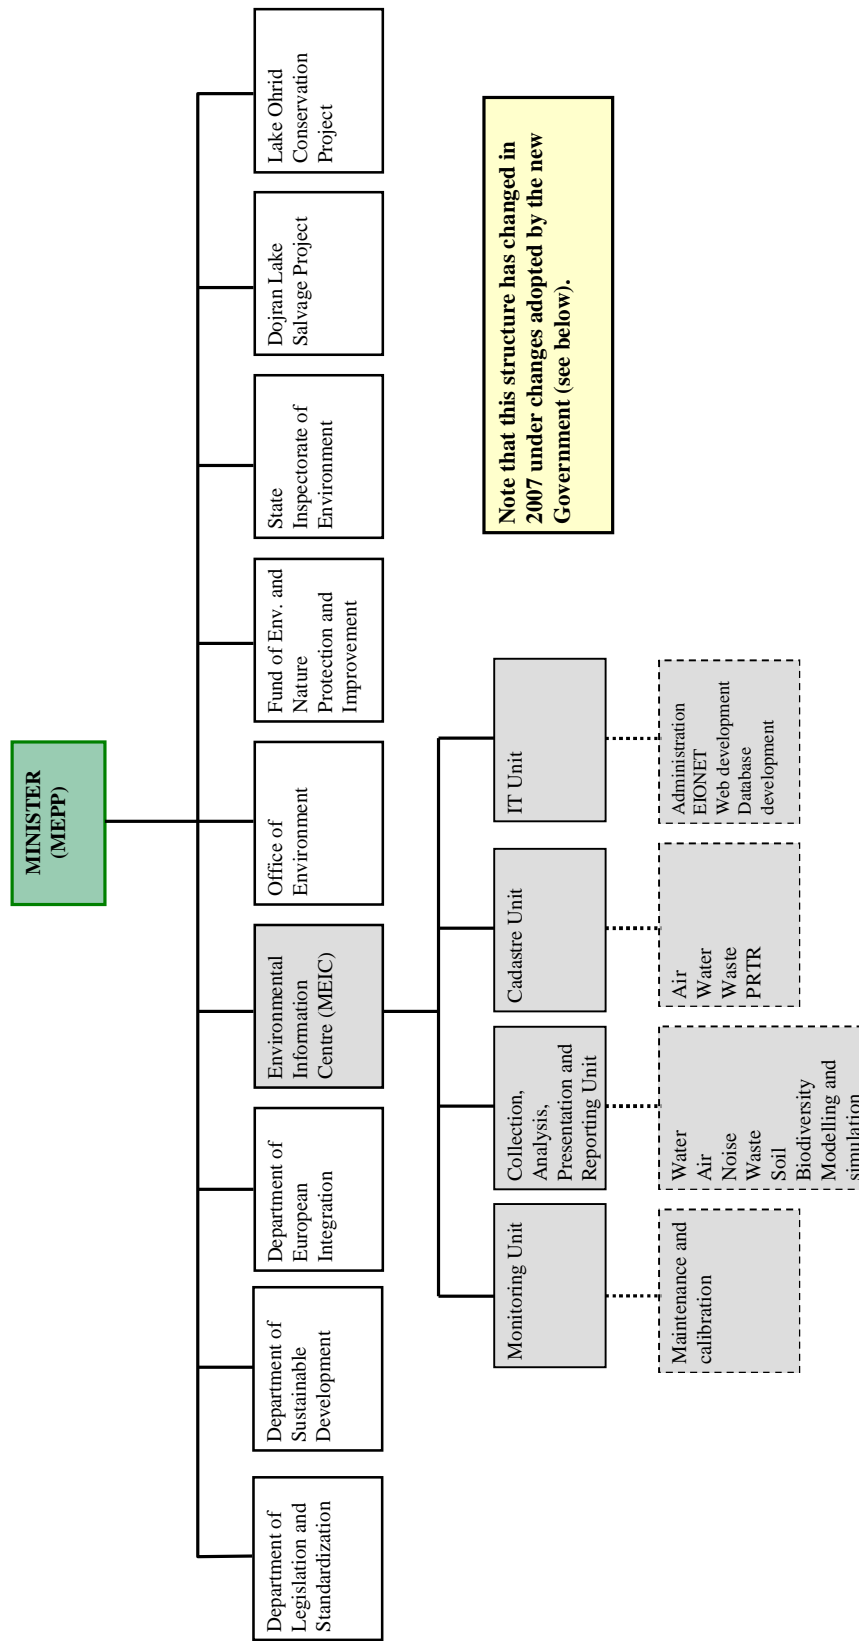 MINISTER
(MEPP)
Department of
Legislation and
Standardization
Department of
Sustainable
Development
Department of
European
Integration
Environmental
Information
Centre (MEIC)
Office of
Environment
Fund of Env. and
Nature
Protection and
Improvement
State
Inspectorate of
Environment
Dojran Lake
Salvage Project
Lake Ohrid
Conservation
Project
Monitoring Unit
Collection,
Analysis,
Presentation and
Reporting Unit
Cadastre Unit
IT Unit
Maintenance and
calibration
Water
Air
Noise
Waste
Soil
Biodiversity
Modelling and
simulation
Air
Water
Waste
PRTR
Administration
EIONET
Web development
Database
development
Note that this structure has changed in
2007 under changes adopted by the new
Government (see below).